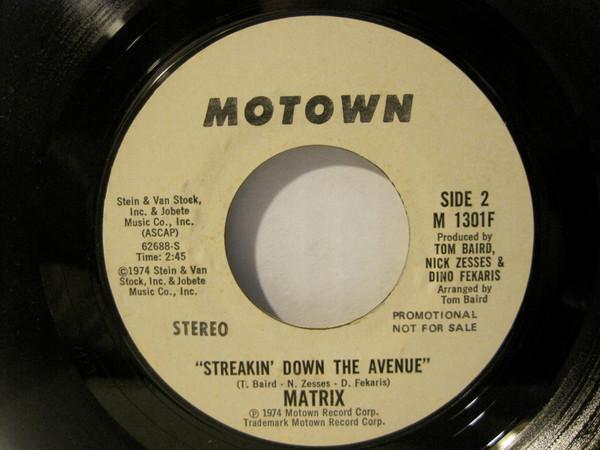 MOTOWN
Stein & Van Stock,
Inc. & Jobete
Music Co., Inc.
(ASCAP)
62688-S
Time: 2:45
©1974 Stein & Van
Stock, Inc. & Jobete
Music Co., Inc.
STEREO
SIDE 2
M 1301F
Produced by
TOM BAIRD,
NICK ZESSES &
DINO FEKARIS
Arranged by
Tom Baird
PROMOTIONAL
NOT FOR SALE
"STREAKIN' DOWN THE AVENUE"
(T. Baird - N. Zesses - D. Fekaris)
MATRIX
℗ 1974 Motown Record Corp.
Trademark Motown Record Corp.